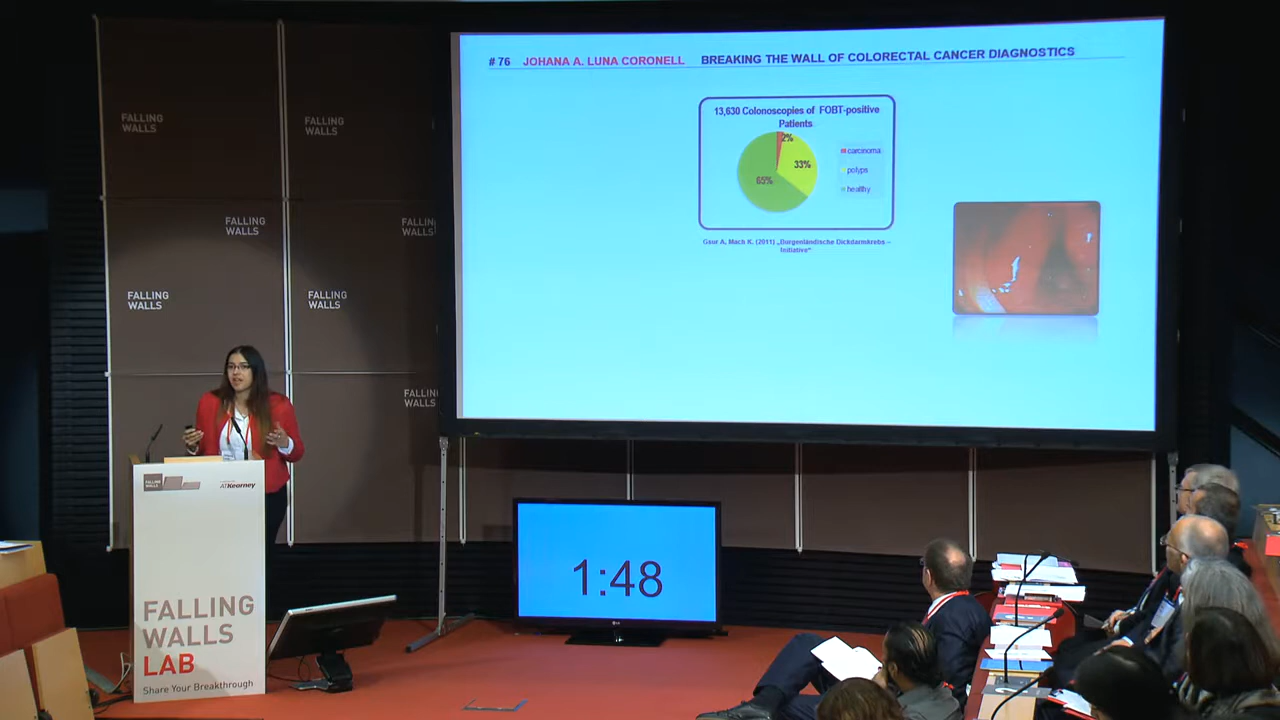 # 76 JOHANA A. LUNA CORONELL BREAKING THE WALL OF COLORECTAL CANCER DIAGNOSTICS
13,630 Colonoscopies of FOBT-positive
Patients
2%
33%
65%
carcinoma
polyps
healthy
Gsur A, Mach K. (2011) „Burgenländische Dickdarmkrebs –
Initiative“
FALLING
WALLS
FALLING
WALLS
FALLING
WALLS
FALLING
WALLS
FALLING
WALLS
FALLING
WALLS
FALLIN
WALLS
FALLING
WALLS
ATKearney
FALLING
WALLS
LAB
Share Your Breakthrough
1:48
LG